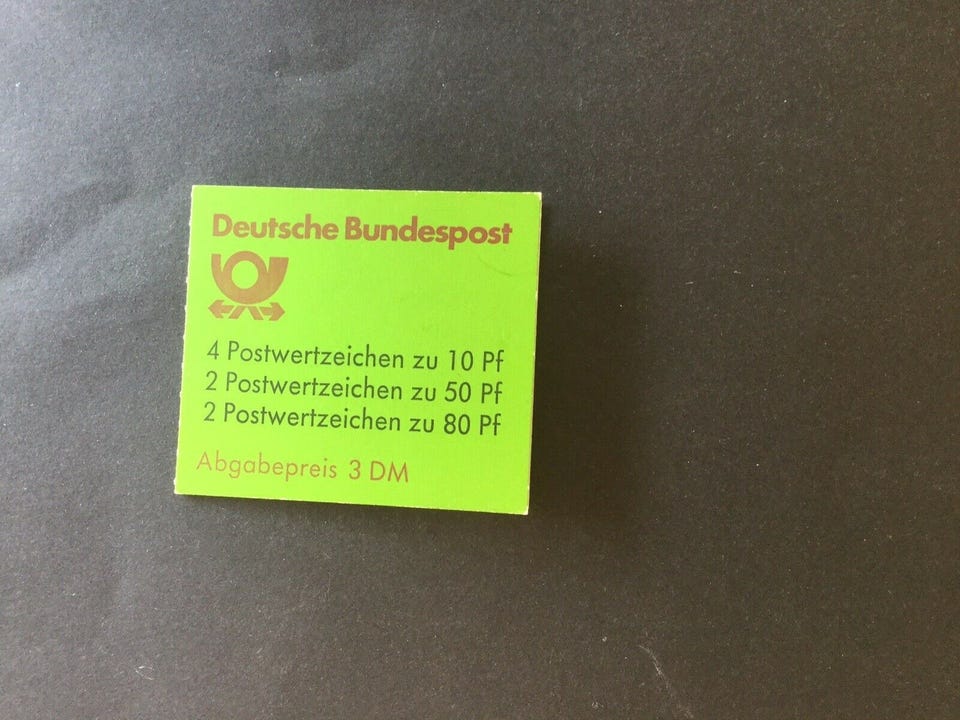 Deutsche Bundespost
4 Postwertzeichen zu 10 Pf
2 Postwertzeichen zu 50 Pf
2 Postwertzeichen zu 80 Pf
Abgabepreis 3 DM